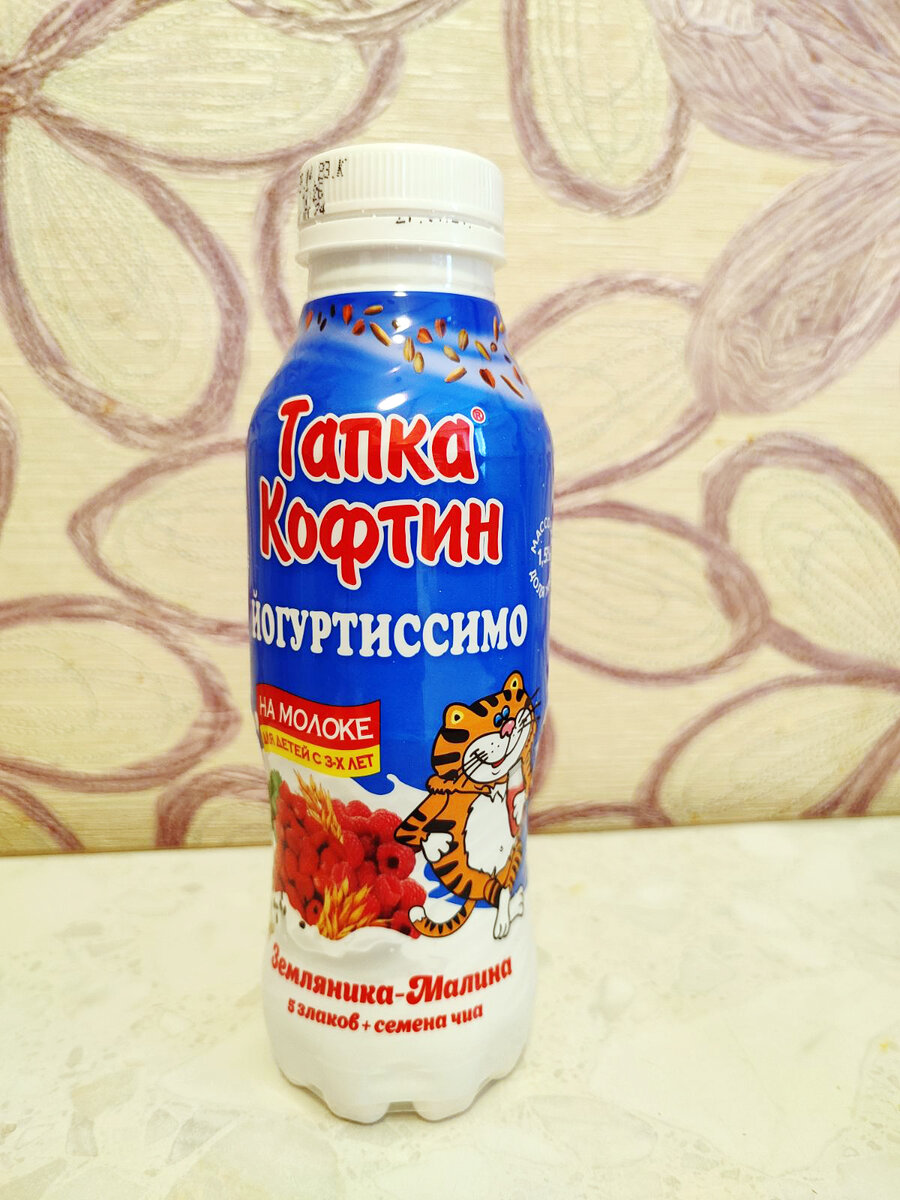 Тапка®
Кофтин
йогуртиссимо
НА МОЛОКЕ
ДЛЯ ДЕТЕЙ С 3-Х ЛЕТ
Земляника-Малина
5 злаков + семена чиа